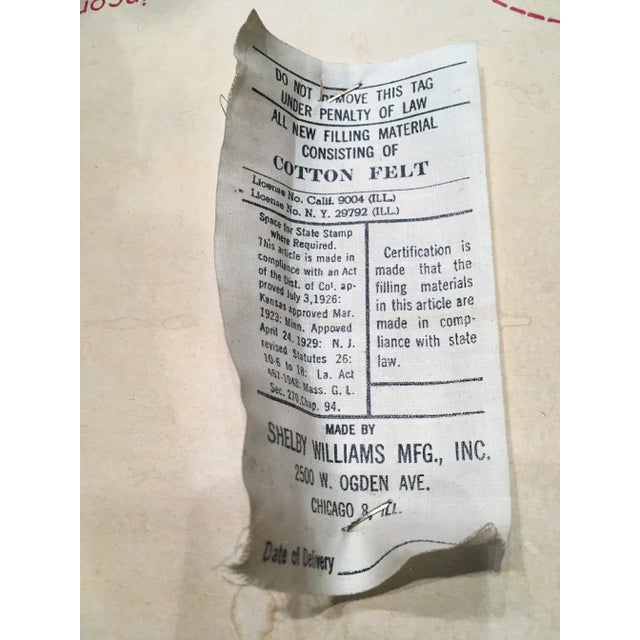 incor
DO NOT REMOVE THIS TAG
UNDER PENALTY OF LAW
ALL NEW FILLING MATERIAL
CONSISTING OF
COTTON FELT
License No. Calif. 9004 (ILL.)
License No. N. Y. 29792 (ILL.)
Space for State Stamp
where Required.
This article is made in
compliance with an Act
of the Dist. of Col. ap-
proved July 3,1926:
Kansas approved Mar.
1923: Minn. Appoved
April 24, 1929: N. J.
revised Statutes 26:
10-6 to 18: La. Act
467-1948: Mass. G. L.
Sec. 270, Chap. 94.
Certification is
made that the
filling materials
in this article are
made in comp-
liance with state
law.
MADE BY
SHELBY WILLIAMS MFG., INC.
2500 W. OGDEN AVE.
CHICAGO 8, ILL.
Date of Delivery